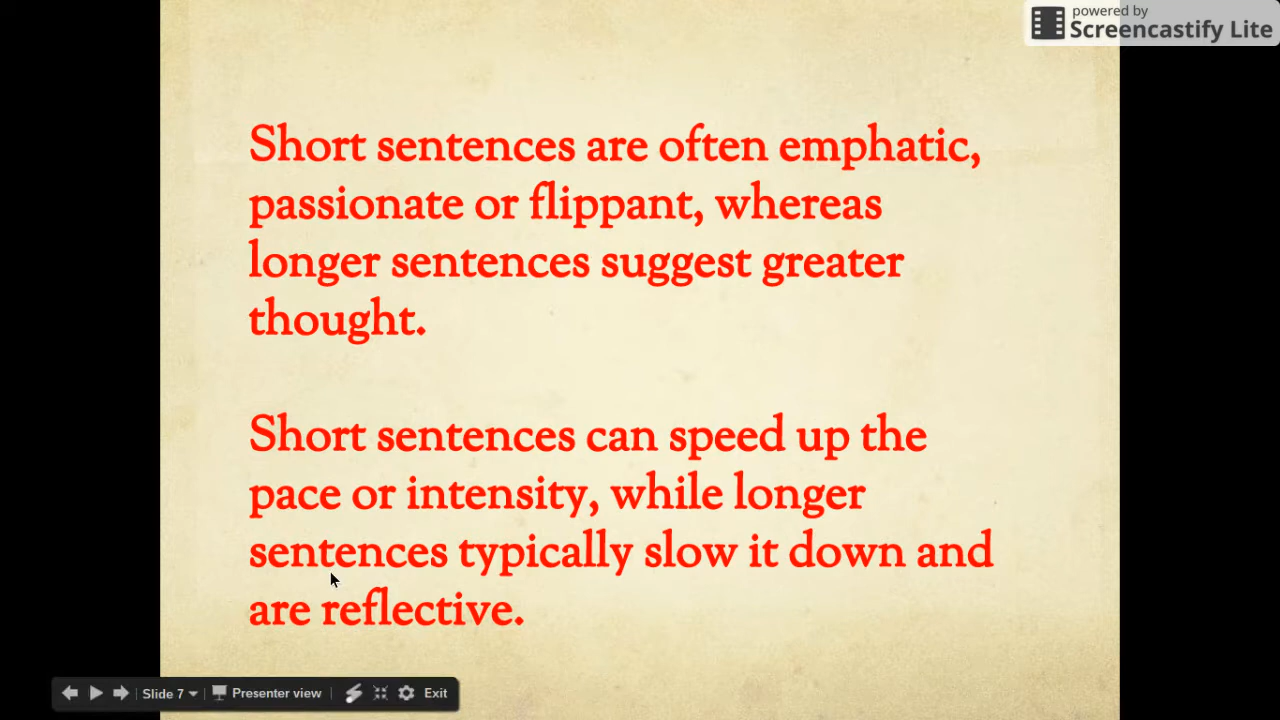 powered by
Screencastify Lite
Short sentences are often emphatic,
passionate or flippant, whereas
longer sentences suggest greater
thought.
Short sentences can speed up the
pace or intensity, while longer
sentences typically slow it down and
are reflective.
Slide 7 Presenter view Exit